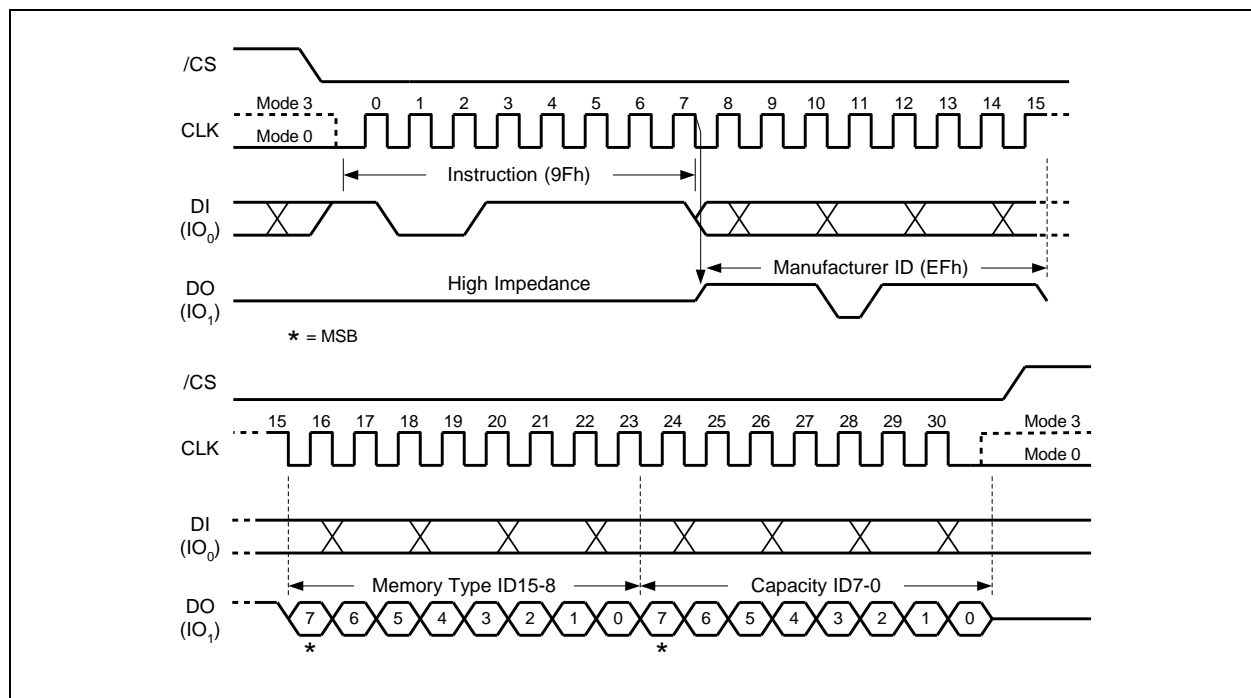 /CS
Mode 3
0 1 2 3 4 5 6 7 8 9 10 11 12 13 14 15
CLK
Mode 0
Instruction (9Fh)
DI
(IO0)
Manufacturer ID (EFh)
High Impedance
DO
(IO1)
* = MSB
/CS
15 16 17 18 19 20 21 22 23 24 25 26 27 28 29 30
Mode 3
CLK
Mode 0
DI
(IO0)
Memory Type ID15-8
Capacity ID7-0
DO
(IO1)
7 6 5 4 3 2 1 0 7 6 5 4 3 2 1 0
* *